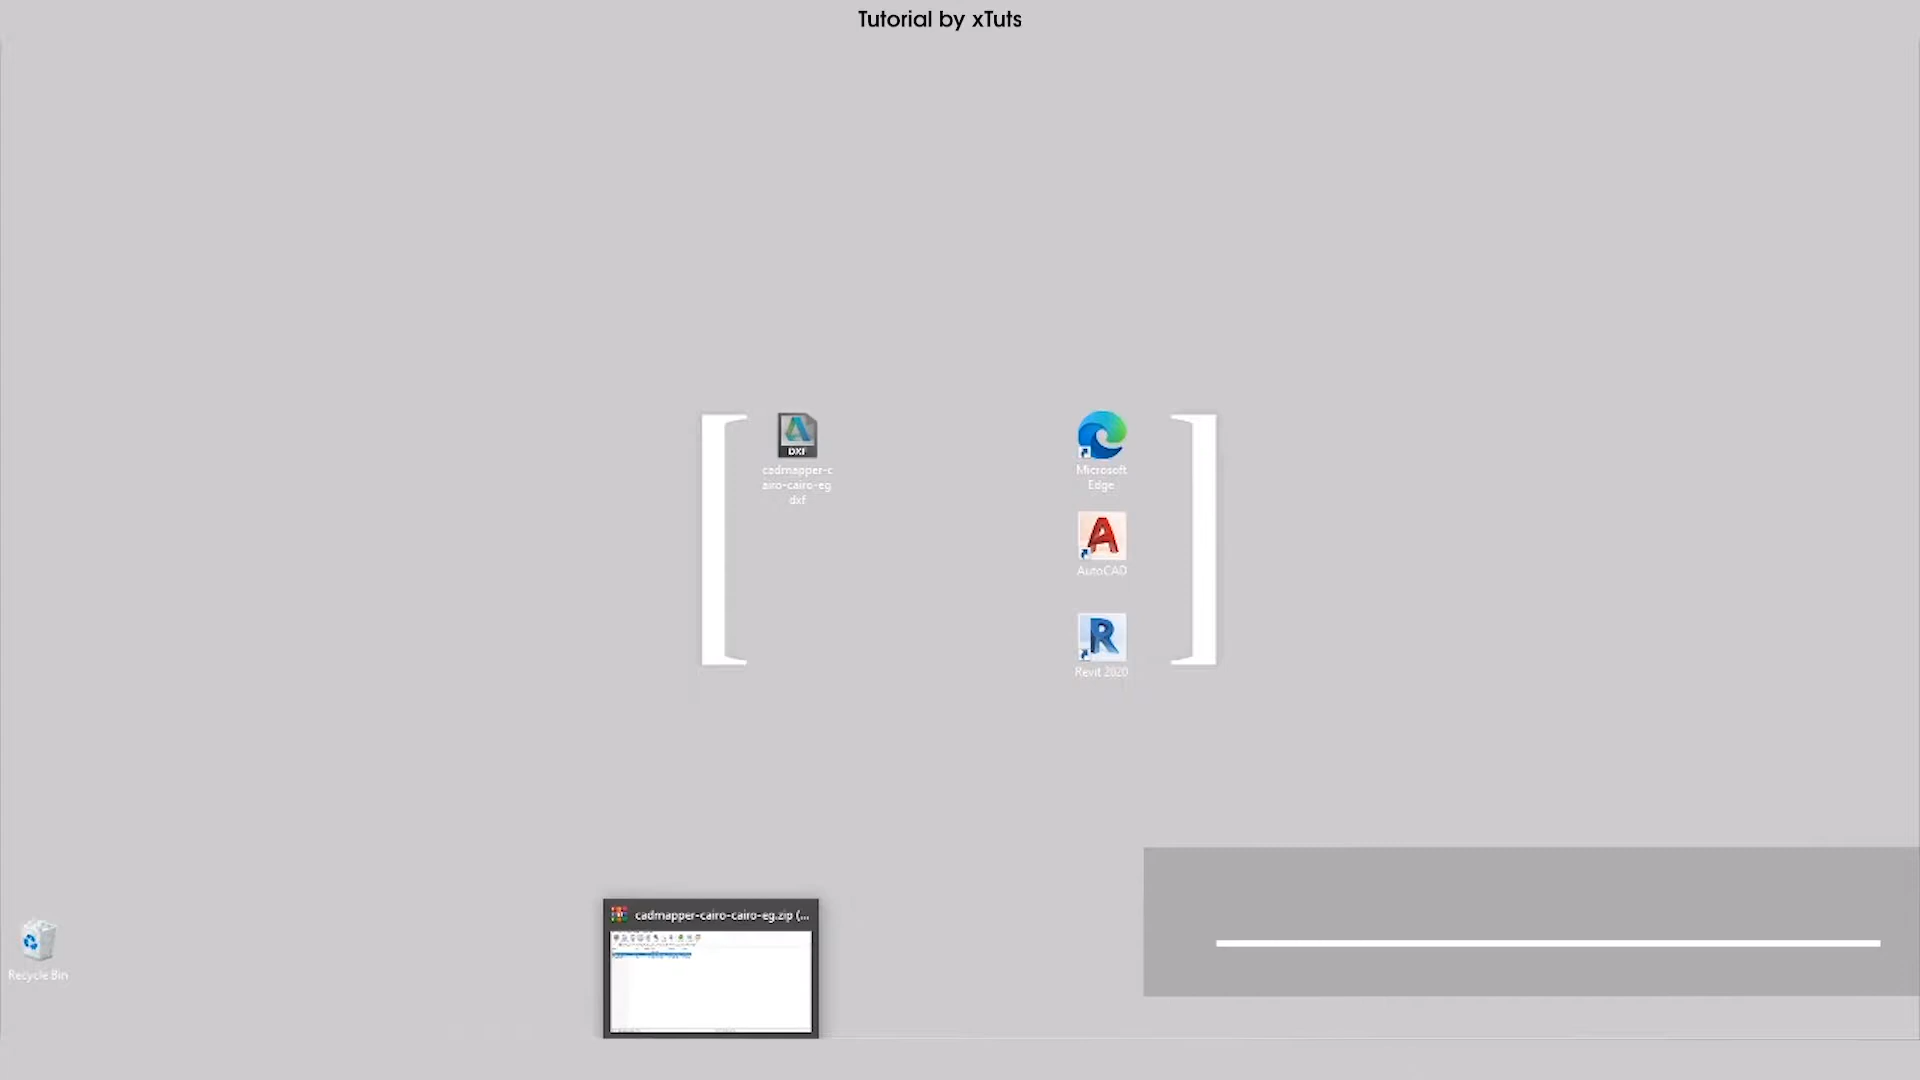 Tutorial by xTuts
DXF
cadmapper-c
airo-cairo-eg
dxf
Microsoft
Edge
AutoCAD
Revit 2020
cadmapper-cairo-cairo-eg.zip (...
Recycle Bin